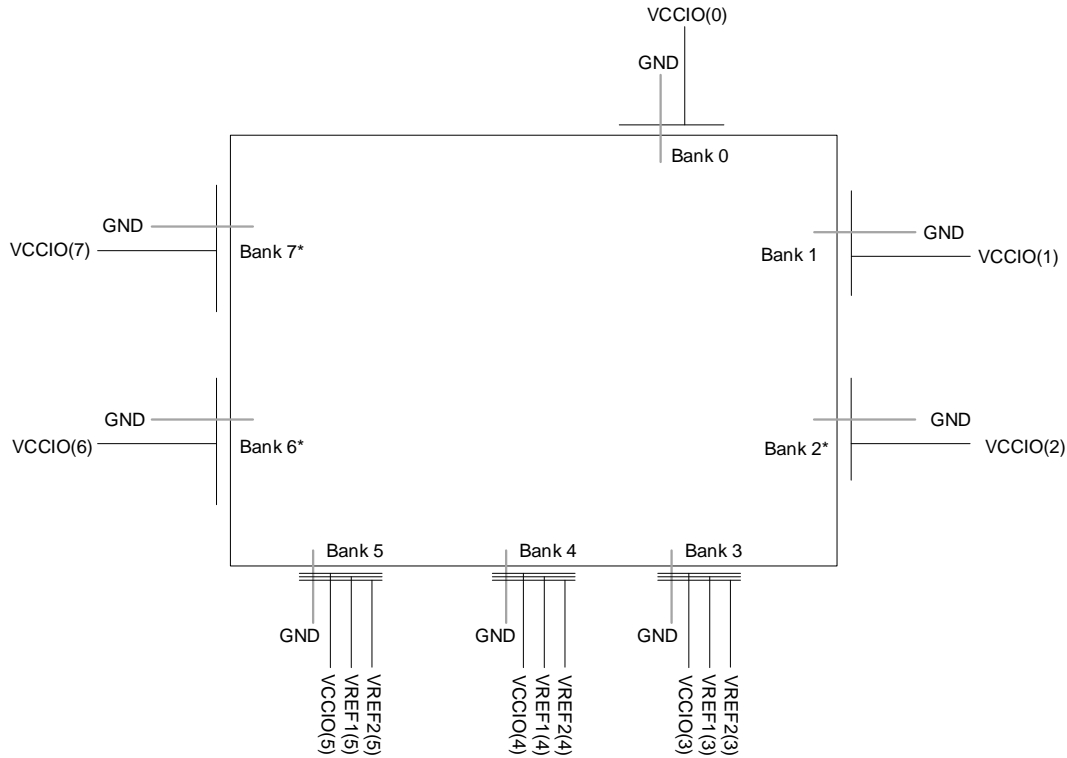 VCCIO(0)
GND
Bank 0
GND
VCCIO(7)
Bank 7*
Bank 1
GND
VCCIO(1)
GND
VCCIO(6)
Bank 6*
Bank 2*
GND
VCCIO(2)
Bank 5
Bank 4
Bank 3
GND
GND
GND
VCCIO(5)
VREF1(5)
VREF2(5)
VCCIO(4)
VREF1(4)
VREF2(4)
VCCIO(3)
VREF1(3)
VREF2(3)